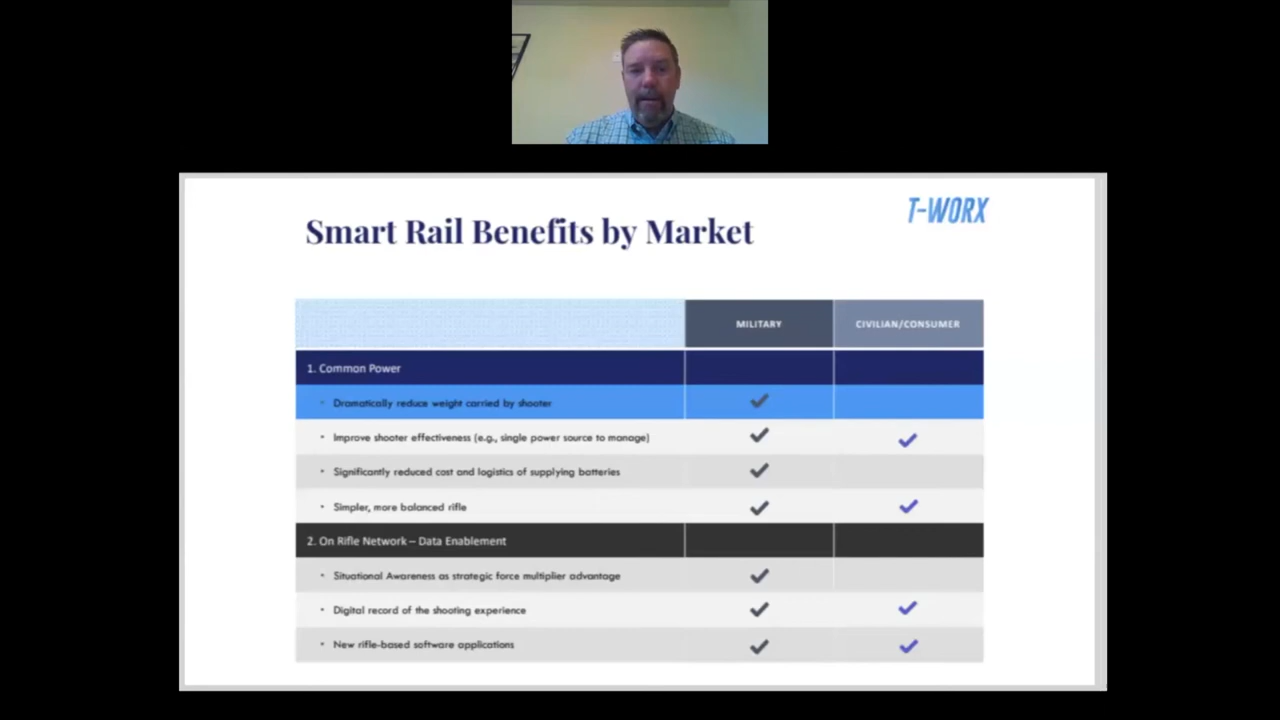 T-WORX
Smart Rail Benefits by Market
MILITARY
CIVILIAN/CONSUMER
1. Common Power
• Dramatically reduce weight carried by shooter
• Improve shooter effectiveness (e.g., single power source to manage)
• Significantly reduced cost and logistics of supplying batteries
• Simpler, more balanced rifle
2. On Rifle Network – Data Enablement
• Situational Awareness as strategic force multiplier advantage
• Digital record of the shooting experience
• New rifle-based software applications